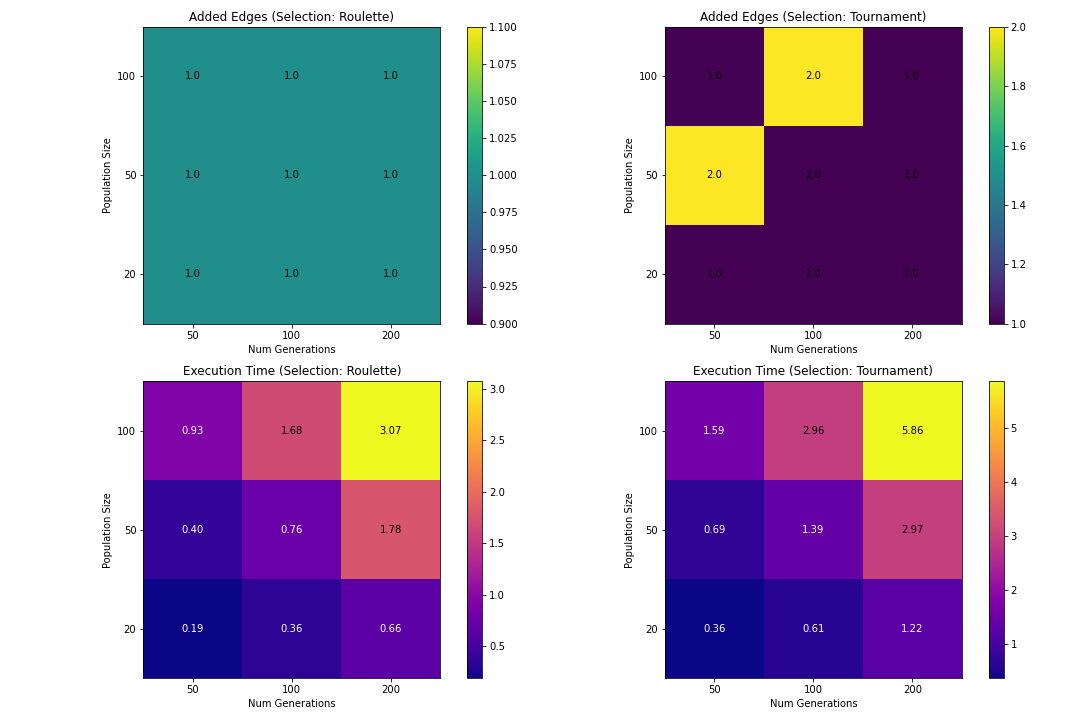 Added Edges (Selection: Roulette)
Population Size
100
50
20
1.0 1.0 1.0
1.0 1.0 1.0
1.0 1.0 1.0
50 100 200
Num Generations
1.100
1.075
1.050
1.025
1.000
0.975
0.950
0.925
0.900
Added Edges (Selection: Tournament)
Population Size
100
50
20
1.0 2.0 1.0
2.0 1.0 1.0
1.0 1.0 1.0
50 100 200
Num Generations
2.0
1.8
1.6
1.4
1.2
1.0
Execution Time (Selection: Roulette)
Population Size
100
50
20
0.93 1.68 3.07
0.40 0.76 1.78
0.19 0.36 0.66
50 100 200
Num Generations
3.0
2.5
2.0
1.5
1.0
0.5
Execution Time (Selection: Tournament)
Population Size
100
50
20
1.59 2.96 5.86
0.69 1.39 2.97
0.36 0.61 1.22
50 100 200
Num Generations
5
4
3
2
1